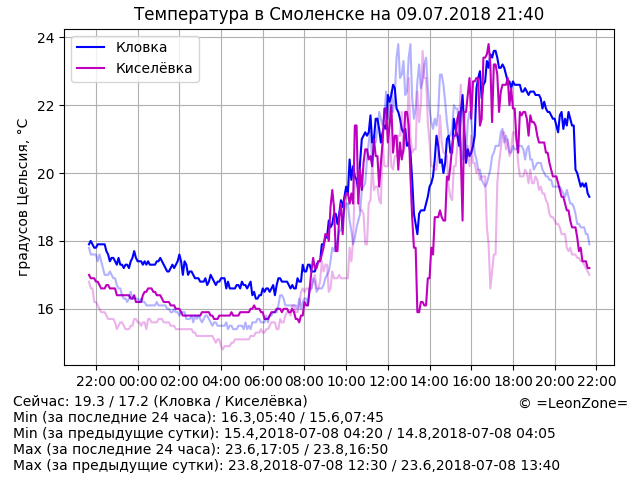 Температура в Смоленске на 09.07.2018 21:40
24
22
20
18
16
градусов Цельсия, °C
Кловка
Киселёвка
22:00 00:00 02:00 04:00 06:00 08:00 10:00 12:00 14:00 16:00 18:00 20:00 22:00
Сейчас: 19.3 / 17.2 (Кловка / Киселёвка)
© =LeonZone=
Min (за последние 24 часа): 16.3,05:40 / 15.6,07:45
Min (за предыдущие сутки): 15.4,2018-07-08 04:20 / 14.8,2018-07-08 04:05
Max (за последние 24 часа): 23.6,17:05 / 23.8,16:50
Max (за предыдущие сутки): 23.8,2018-07-08 12:30 / 23.6,2018-07-08 13:40